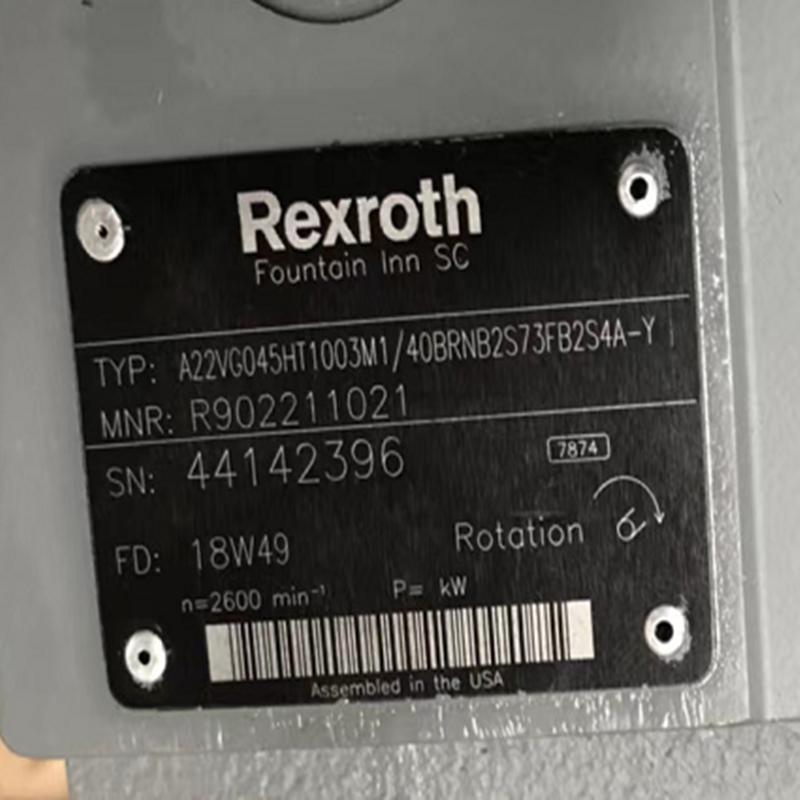 Rexroth
Fountain Inn SC
TYP: A22VG045HT1003M1/40BRNB2S73FB2S4A-Y
MNR: R902211021
SN: 44142396
7874
FD: 18W49
Rotation
n=2600 min⁻¹ P= kW
Assembled in the USA